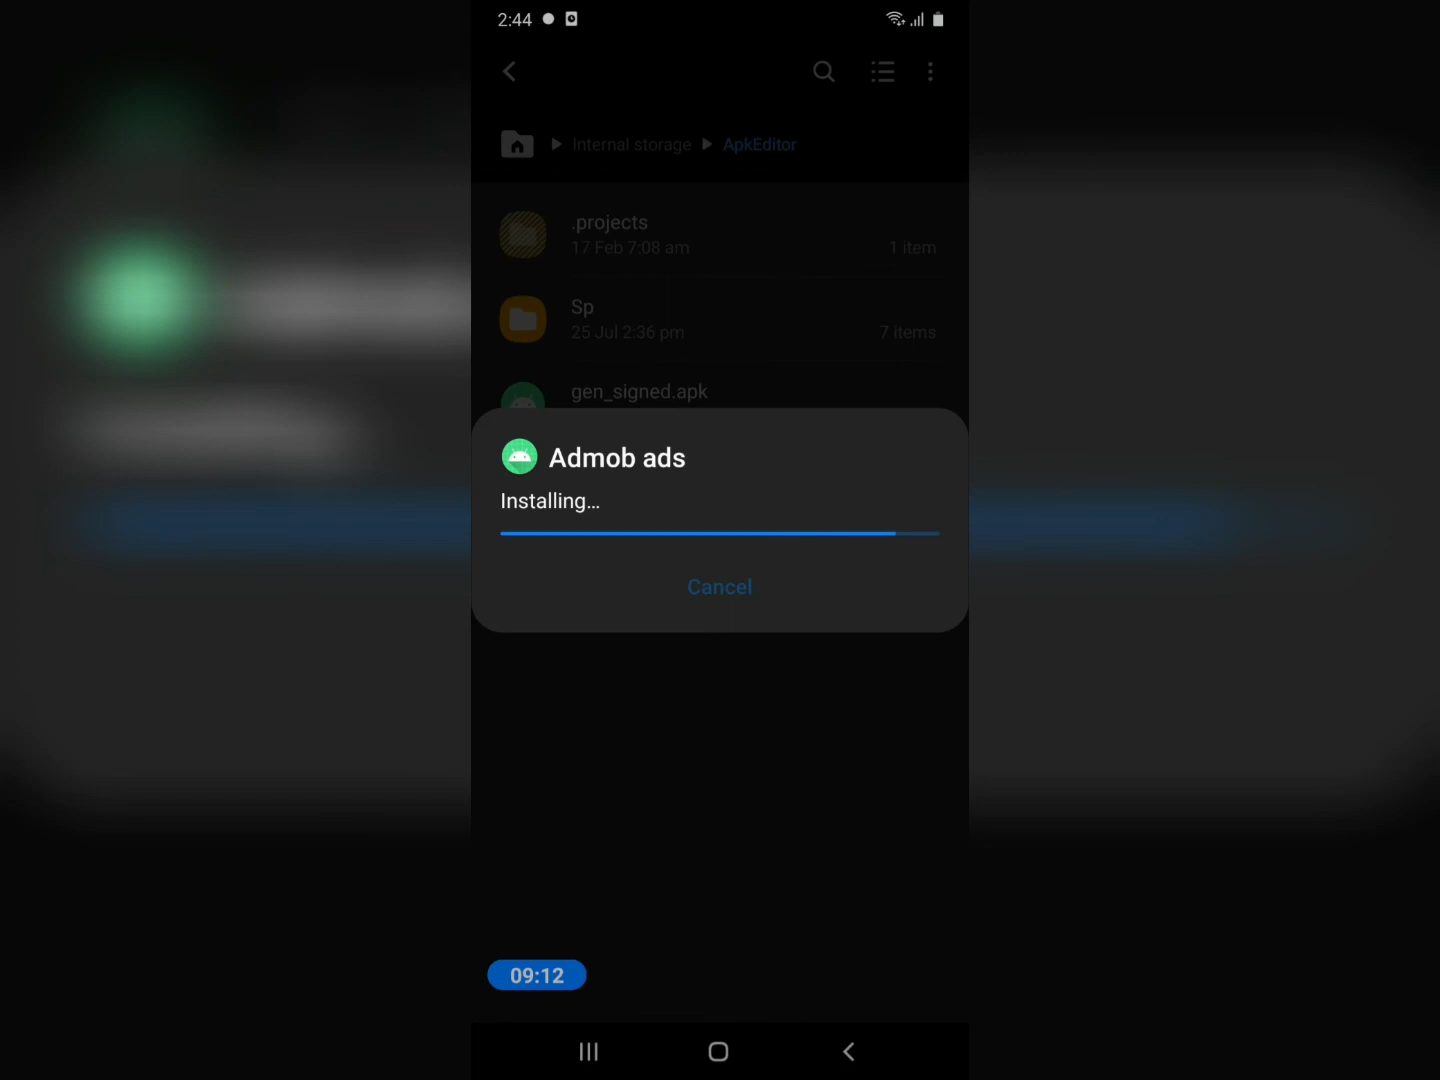 2:44
Internal storage ApkEditor
.projects
17 Feb 7:08 am 1 item
Sp
25 Jul 2:36 pm 7 items
gen_signed.apk
Admob ads
Installing...
Cancel
09:12